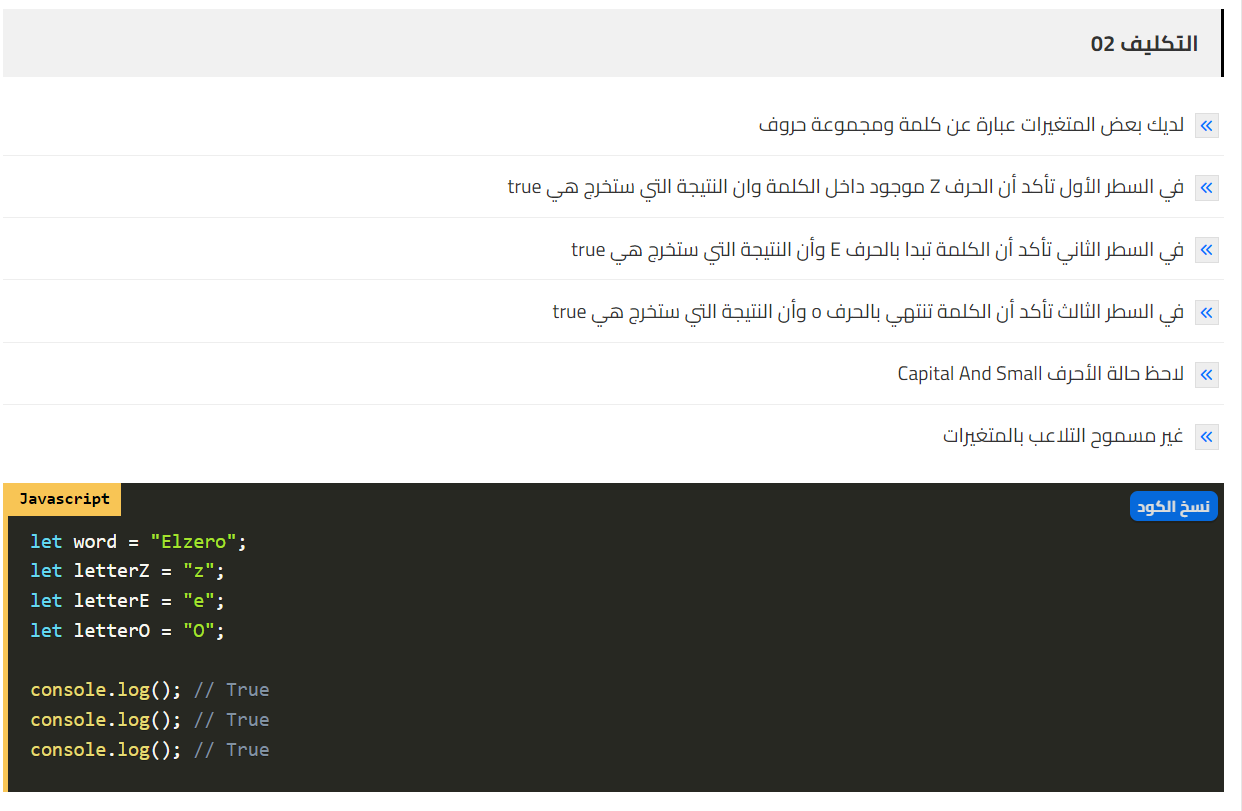 التكليف 02
لديك بعض المتغيرات عبارة عن كلمة ومجموعة حروف
في السطر الأول تأكد أن الحرف Z موجود داخل الكلمة وان النتيجة التي ستخرج هي true
في السطر الثاني تأكد أن الكلمة تبدا بالحرف E وأن النتيجة التي ستخرج هي true
في السطر الثالث تأكد أن الكلمة تنتهي بالحرف o وأن النتيجة التي ستخرج هي true
لاحظ حالة الأحرف Capital And Small
غير مسموح التلاعب بالمتغيرات
Javascript
نسخ الكود
let word = "Elzero";
let letterZ = "z";
let letterE = "e";
let letterO = "O";
console.log(); // True
console.log(); // True
console.log(); // True